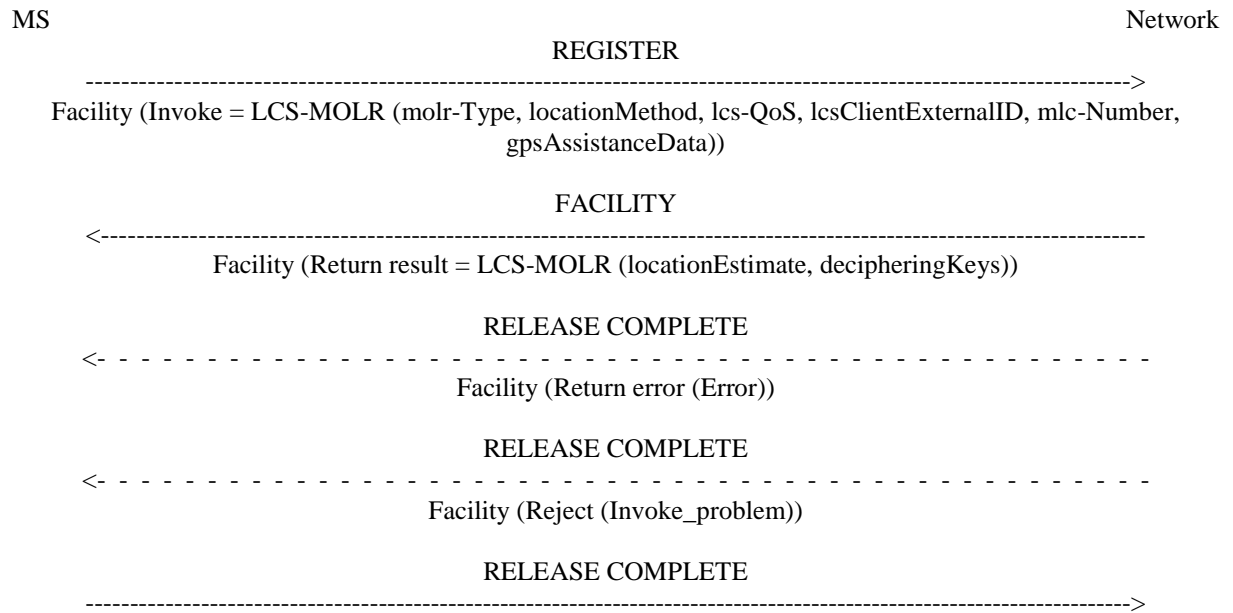 MS Network
REGISTER
-------------------------------------------------------------------------------------------------------------------->
Facility (Invoke = LCS-MOLR (molr-Type, locationMethod, lcs-QoS, lcsClientExternalID, mlc-Number,
gpsAssistanceData))
FACILITY
<--------------------------------------------------------------------------------------------------------------------
Facility (Return result = LCS-MOLR (locationEstimate, decipheringKeys))
RELEASE COMPLETE
<- - - - - - - - - - - - - - - - - - - - - - - - - - - - - - - - - - - - - - - - - - - - - - - - - - - -
Facility (Return error (Error))
RELEASE COMPLETE
<- - - - - - - - - - - - - - - - - - - - - - - - - - - - - - - - - - - - - - - - - - - - - - - - - - - -
Facility (Reject (Invoke_problem))
RELEASE COMPLETE
-------------------------------------------------------------------------------------------------------------------->